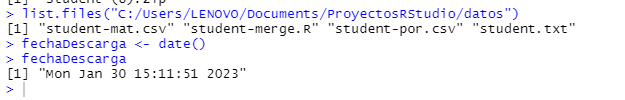 [1] "Student (6).zip"
> list.files("C:/Users/LENOVO/Documents/ProyectosRStudio/datos")
[1] "student-mat.csv" "student-merge.R" "student-por.csv" "student.txt"
> fechaDescarga <- date()
> fechaDescarga
[1] "Mon Jan 30 15:11:51 2023"
>